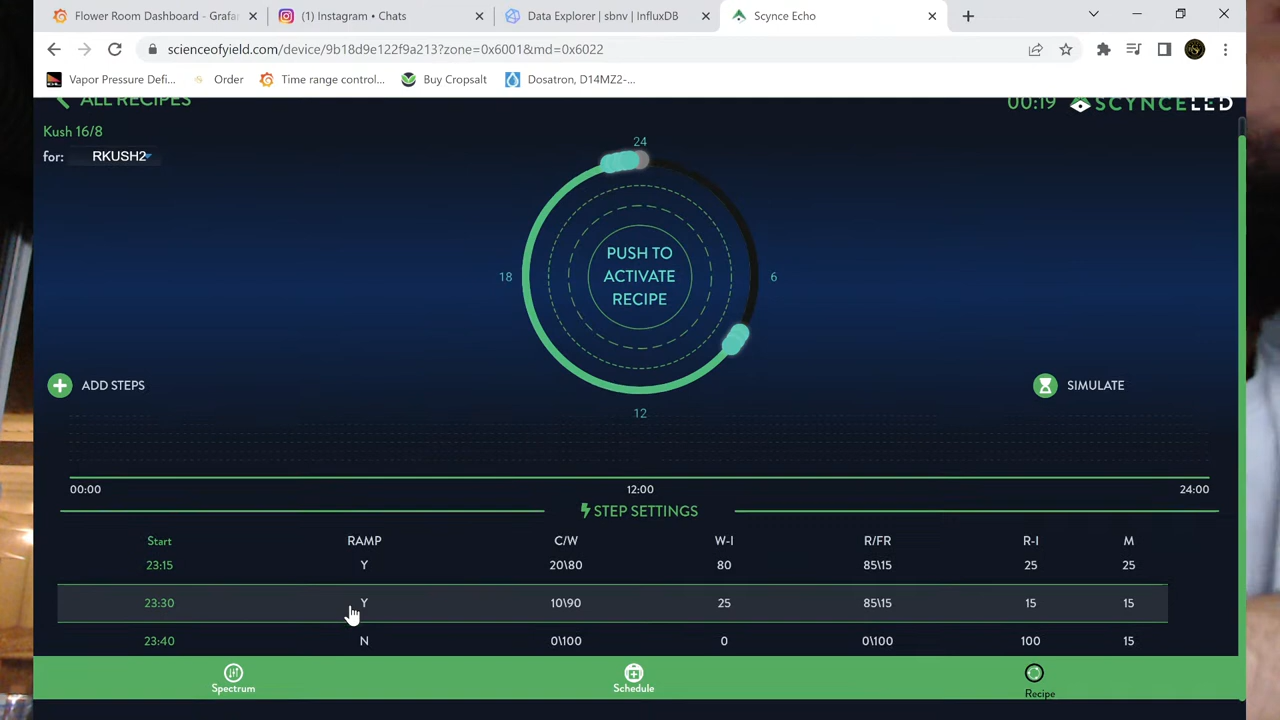 Flower Room Dashboard - Grafa
(1) Instagram • Chats
Data Explorer | sbnv | InfluxDB
Scynce Echo
scienceofyield.com/device/9b18d9e122f9a213?zone=0x6001&md=0x6022
Vapor Pressure Defi...
Order
Time range control...
Buy Cropsalt
Dosatron, D14MZ2-...
ALL RECIPES
00:19
SCYNCELED
Kush 16/8
for: RKUSH2
24
18
6
12
PUSH TO
ACTIVATE
RECIPE
ADD STEPS
SIMULATE
00:00
12:00
24:00
STEP SETTINGS
Start RAMP C/W W-I R/FR R-I M
23:15 Y 20\80 80 85\15 25 25
23:30 Y 10\90 25 85\15 15 15
23:40 N 0\100 0 0\100 100 15
Spectrum
Schedule
Recipe